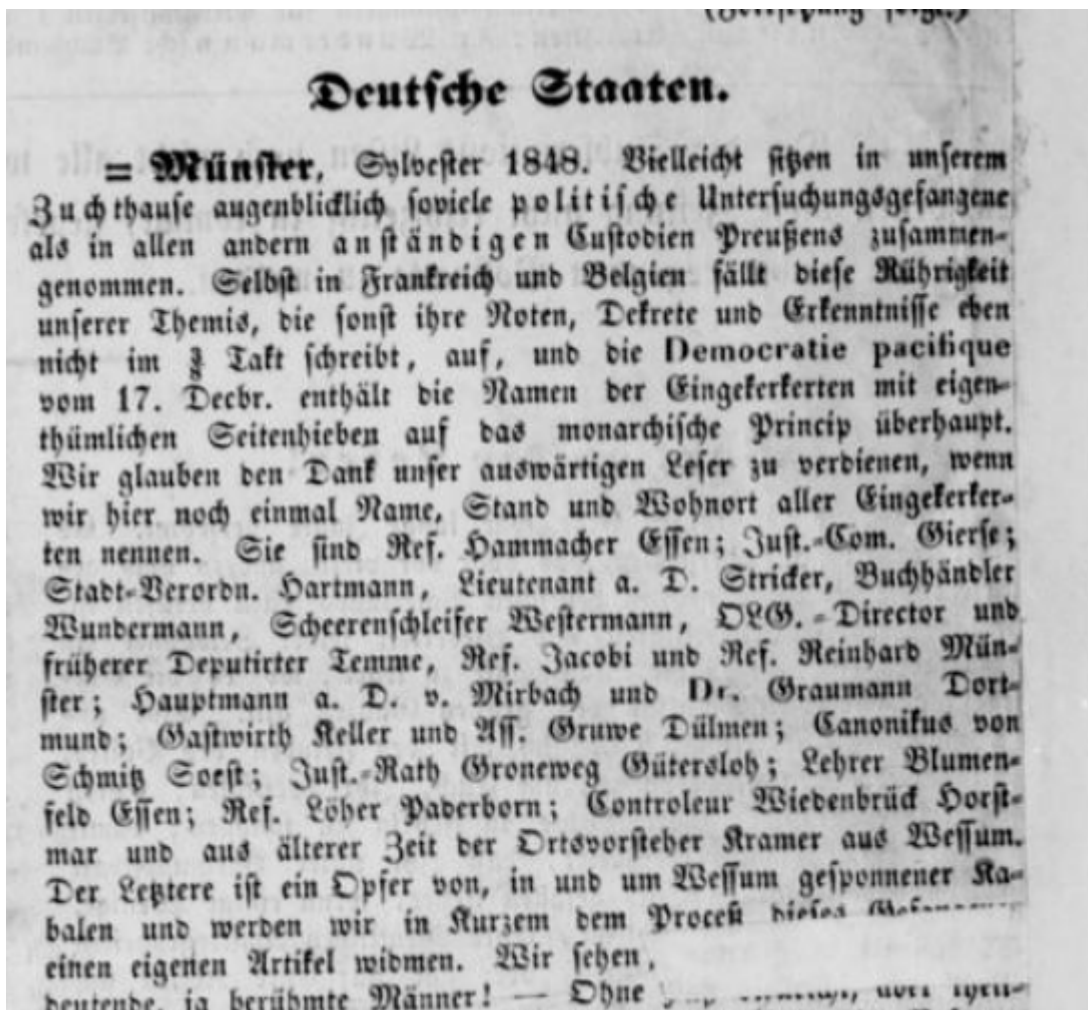 (Fortsetzung folgt.)
Deutsche Staaten.
= Münster, Sylvester 1848. Vielleicht sitzen in unserem
Zuchthause augenblicklich soviele politische Untersuchungsgefangene
als in allen andern anständigen Custodien Preußens zusammen-
genommen. Selbst in Frankreich und Belgien fällt diese Rührigkeit
unserer Themis, die sonst ihre Noten, Dekrete und Erkenntnisse eben
nicht im Takt schreibt, auf, und die Democratie pacifique
vom 17. Decbr. enthält die Namen der Eingekerkerten mit eigen-
thümlichen Seitenhieben auf das monarchische Princip überhaupt.
Wir glauben den Dank unser auswärtigen Leser zu verdienen, wenn
wir hier noch einmal Name, Stand und Wohnort aller Eingekerker-
ten nennen. Sie sind Ref. Hammacher Essen; Just.-Com. Gierse;
Stadt-Verordn. Hartmann, Lieutenant a. D. Stricker, Buchhändler
Wundermann, Scheerenschleifer Westermann, OLG.-Director und
früherer Deputirter Temme, Ref. Jacobi und Ref. Reinhard Mün-
ster; Hauptmann a. D. v. Mirbach und Dr. Graumann Dort-
mund; Gastwirth Keller und Ass. Gruwe Dülmen; Canonikus von
Schmitz Soest; Just.-Rath Groneweg Gütersloh; Lehrer Blumen-
feld Essen; Ref. Löher Paderborn; Controleur Wiedenbrück Horst-
mar und aus älterer Zeit der Ortsvorsteher Kramer aus Wessum.
Der Letztere ist ein Opfer von, in und um Wessum gesponnener Ka-
balen und werden wir in Kurzem dem Proceß dieses
einen eigenen Artikel widmen. Wir sehen,
deutende, ja berühmte Männer! — Ohne